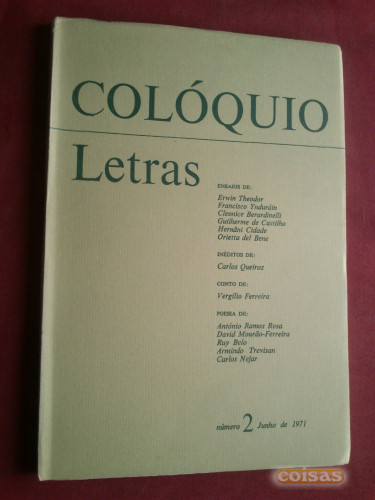 COLÓQUIO
Letras
ENSAIOS DE:
Erwin Theodor
Francisco Ynduráin
Cleonice Berardinelli
Guilherme de Castilho
Hernâni Cidade
Orietta del Bene
INÉDITOS DE:
Carlos Queiroz
CONTO DE:
Vergílio Ferreira
POESIA DE:
António Ramos Rosa
David Mourão-Ferreira
Ruy Belo
Armindo Trevisan
Carlos Nejar
número 2 Junho de 1971
coisas